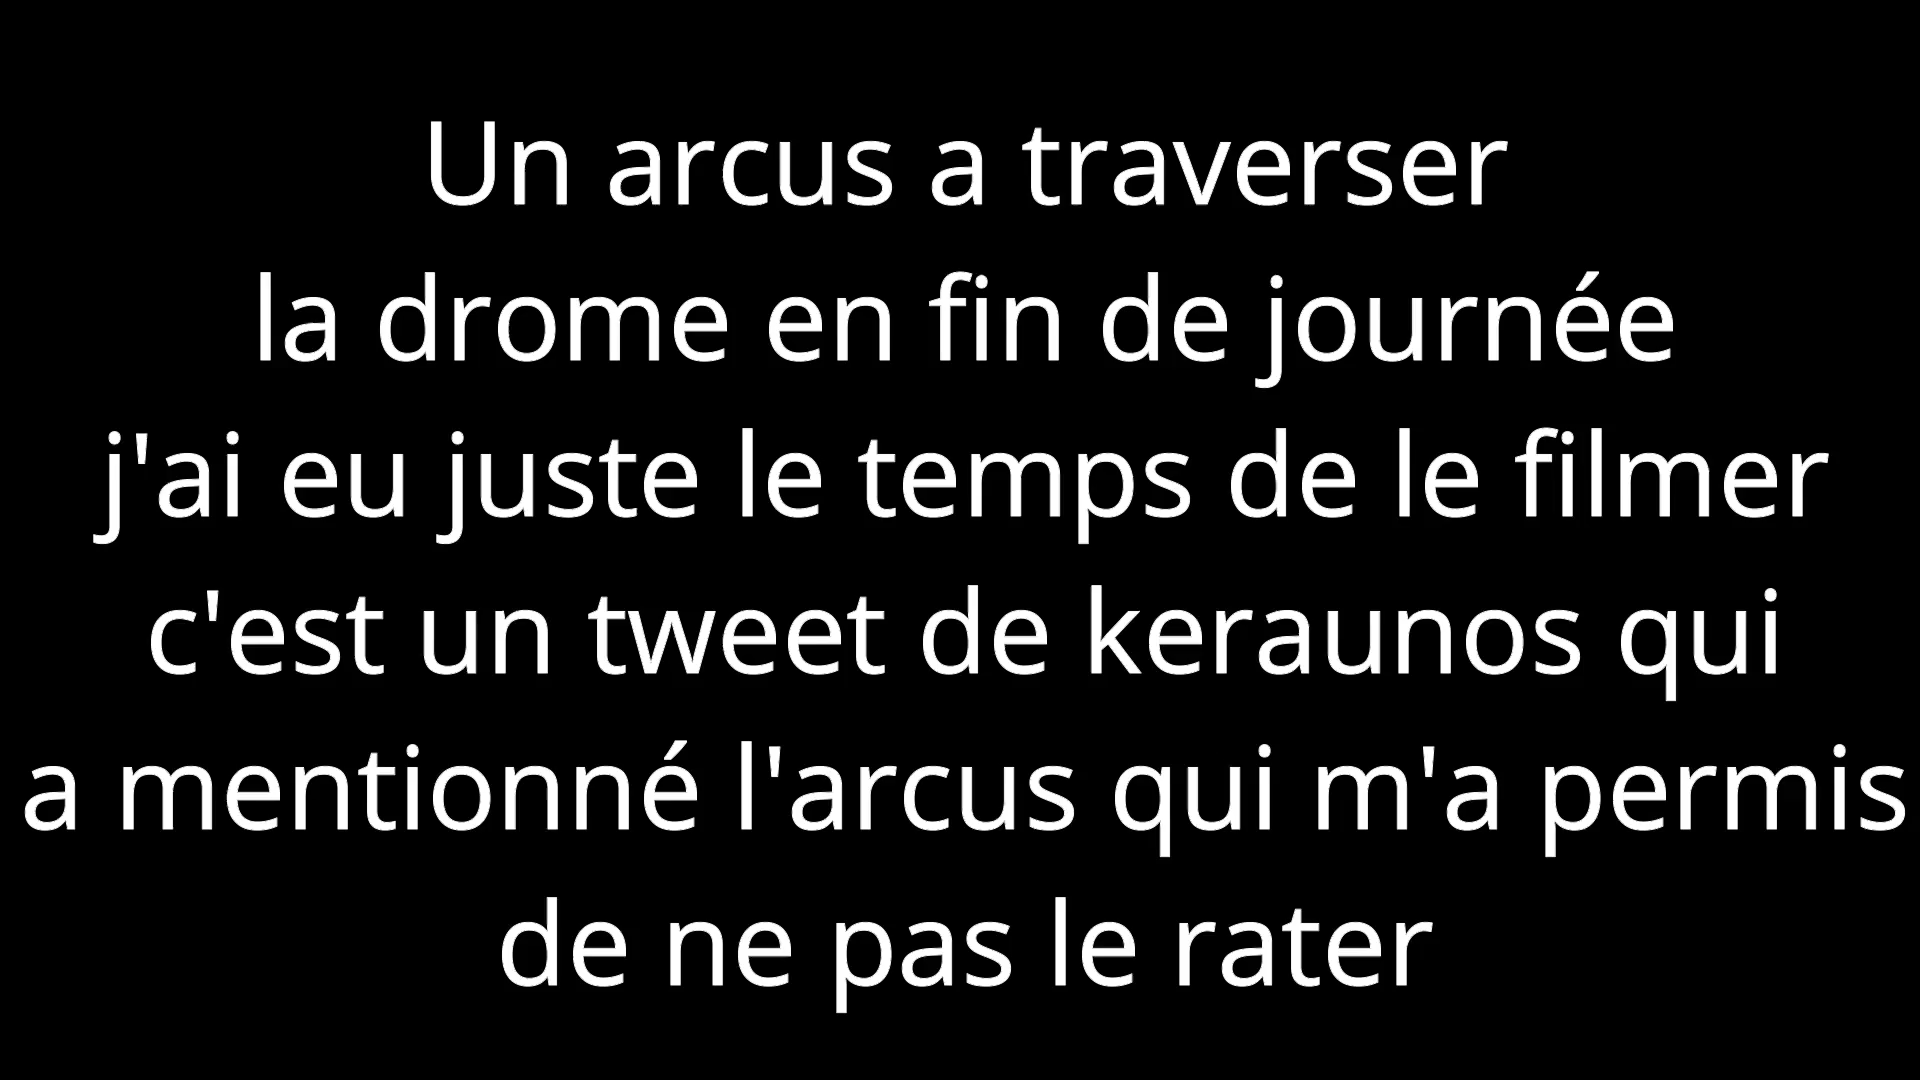 Un arcus a traverser
la drome en fin de journée
j'ai eu juste le temps de le filmer
c'est un tweet de keraunos qui
a mentionné l'arcus qui m'a permis
de ne pas le rater